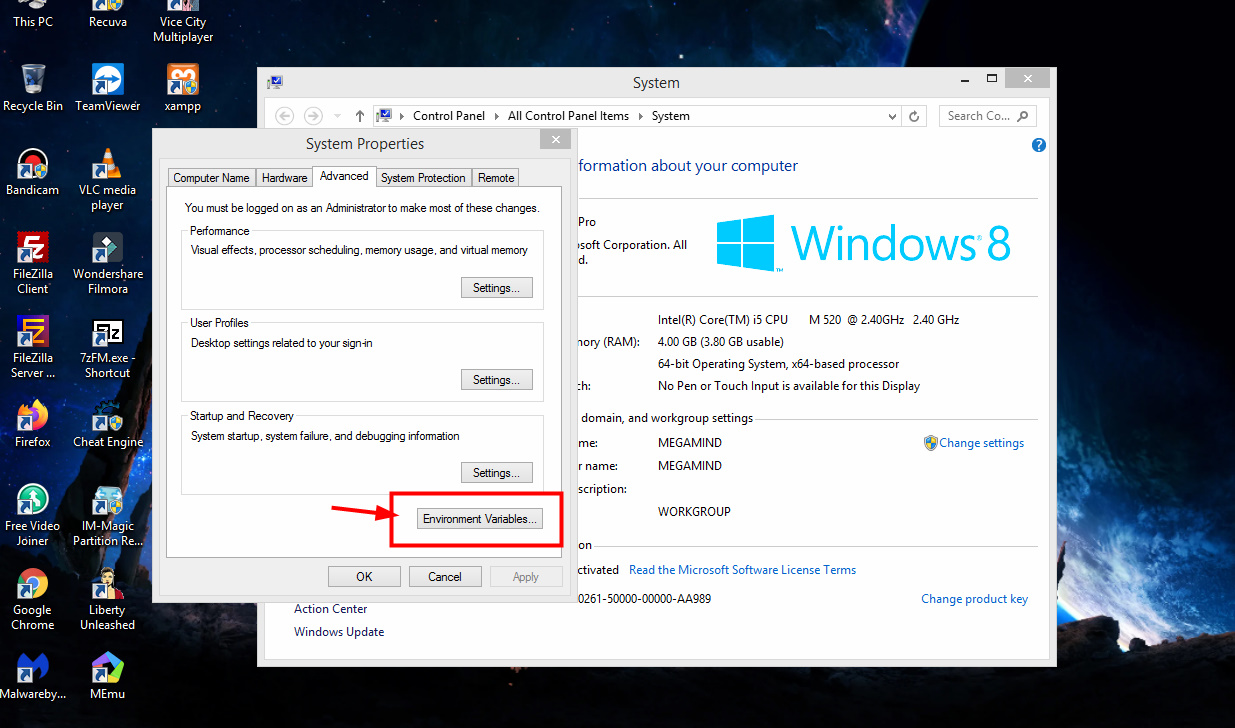 This PC
Recuva
Vice City
Multiplayer
Recycle Bin
TeamViewer
xampp
Bandicam
VLC media
player
FileZilla
Client
Wondershare
Filmora
FileZilla
Server ...
7zFM.exe -
Shortcut
Firefox
Cheat Engine
Free Video
Joiner
IM-Magic
Partition Re...
Google
Chrome
Liberty
Unleashed
Malwareby...
MEmu
System
Control Panel
All Control Panel Items
System
Search Co...
System Properties
Computer Name
Hardware
Advanced
System Protection
Remote
You must be logged on as an Administrator to make most of these changes.
Performance
Visual effects, processor scheduling, memory usage, and virtual memory
Settings...
User Profiles
Desktop settings related to your sign-in
Settings...
Startup and Recovery
System startup, system failure, and debugging information
Settings...
Environment Variables...
OK
Cancel
Apply
formation about your computer
Pro
soft Corporation. All
d.
Windows® 8
™
Intel(R) Core(TM) i5 CPU M 520 @ 2.40GHz 2.40 GHz
ory (RAM): 4.00 GB (3.80 GB usable)
64-bit Operating System, x64-based processor
ch: No Pen or Touch Input is available for this Display
domain, and workgroup settings
me: MEGAMIND
Change settings
r name: MEGAMIND
scription:
WORKGROUP
on
ctivated Read the Microsoft Software License Terms
0261-50000-00000-AA989
Change product key
Action Center
Windows Update